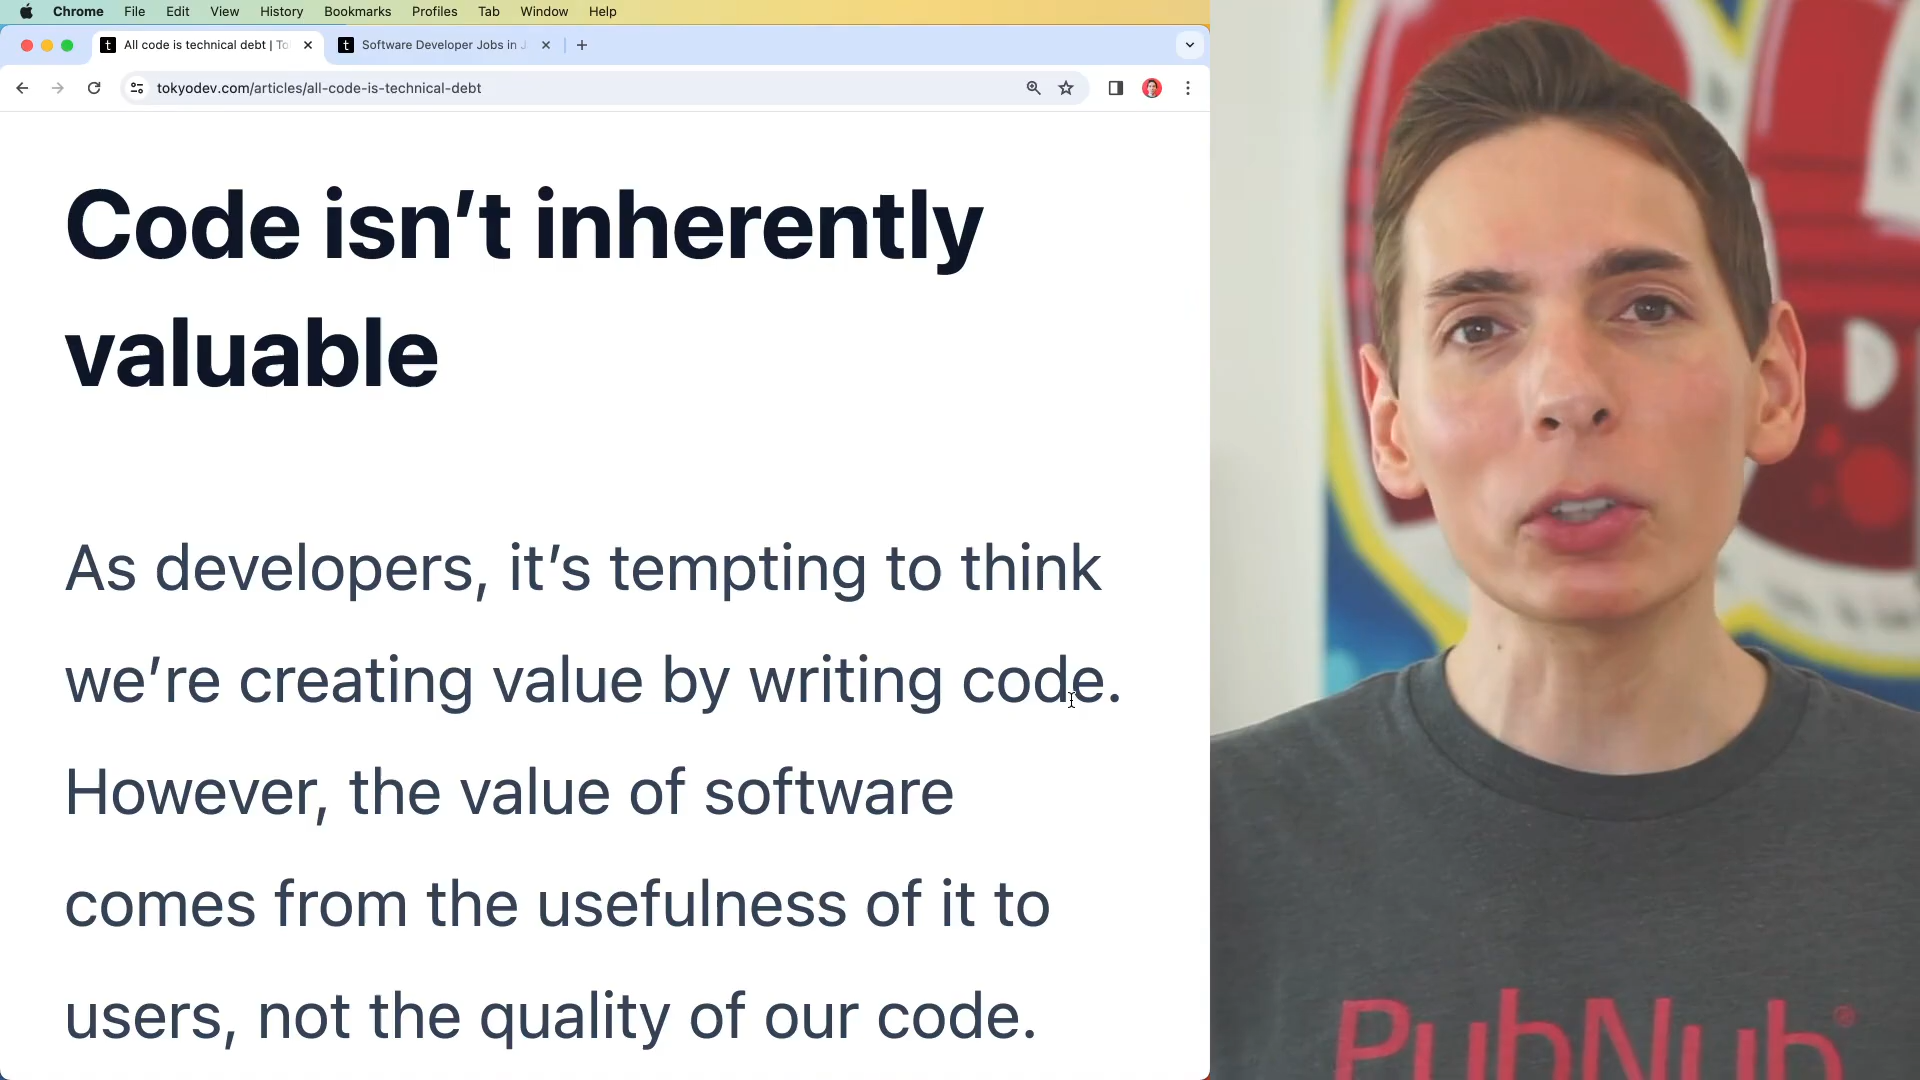 Chrome File Edit View History Bookmarks Profiles Tab Window Help
All code is technical debt | To
Software Developer Jobs in J
tokyodev.com/articles/all-code-is-technical-debt
Code isn’t inherently
valuable
As developers, it’s tempting to think
we’re creating value by writing code.
However, the value of software
comes from the usefulness of it to
users, not the quality of our code.
PubNub®